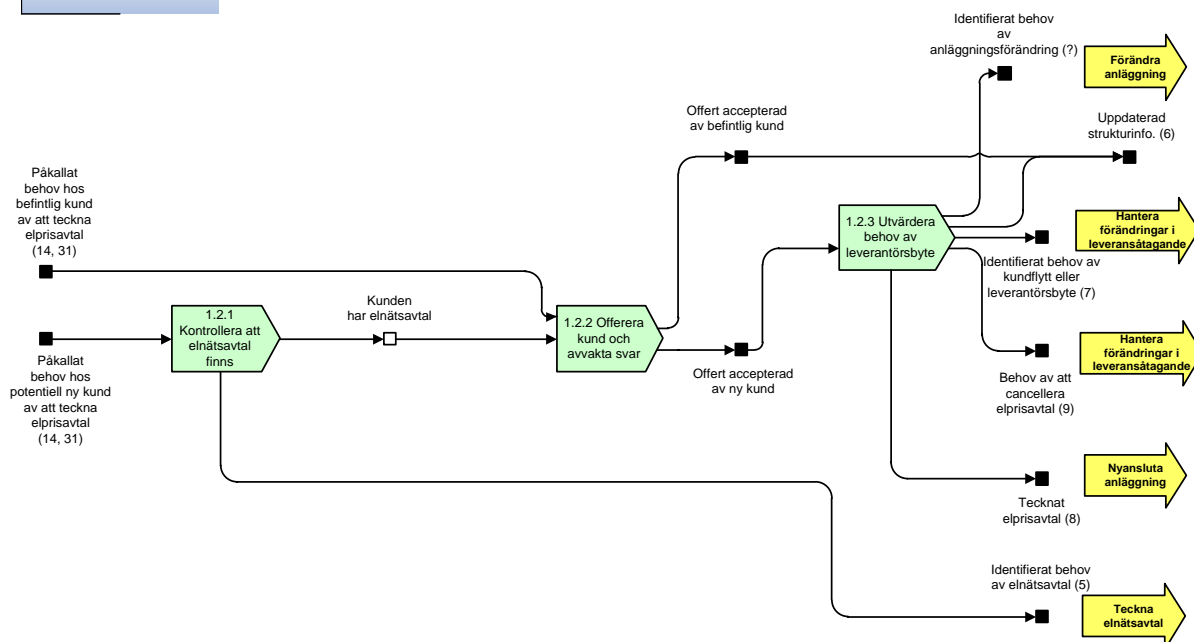 Identifierat behov
av
anläggningsförändring (?)
Förändra
anläggning
Offert accepterad
av befintlig kund
Uppdaterad
strukturinfo. (6)
Påkallat
behov hos
befintlig kund
av att teckna
elprisavtal
(14, 31)
1.2.3 Utvärdera
behov av
leverantörsbyte
Hantera
förändringar i
leveransåtagande
Identifierat behov av
kundflytt eller
leverantörsbyte (7)
1.2.1
Kontrollera att
elnätsavtal
finns
Kunden
har elnätsavtal
1.2.2 Offerera
kund och
avvakta svar
Offert accepterad
av ny kund
Hantera
förändringar i
leveransåtagande
Påkallat
behov hos
potentiell ny kund
av att teckna
elprisavtal
(14, 31)
Behov av att
cancellera
elprisavtal (9)
Nyansluta
anläggning
Tecknat
elprisavtal (8)
Identifierat behov
av elnätsavtal (5)
Teckna
elnätsavtal